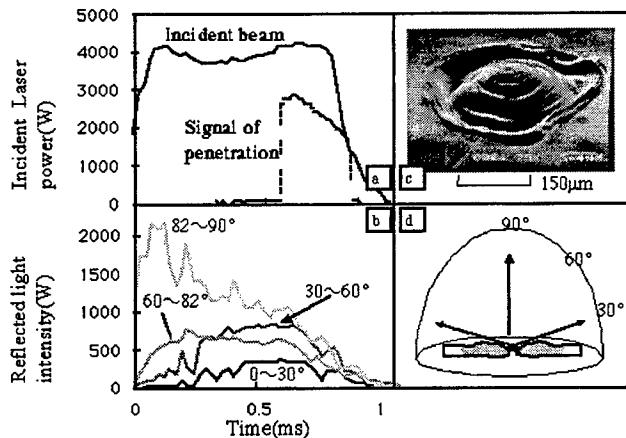 Incident Laser
power(W)
5000
4000
3000
2000
1000
0
Incident beam
Signal of
penetration
a
c
150μm
b
d
Reflected light
intensity(W)
2000
1500
1000
500
0
82~90°
60~82°
30~60°
0~30°
0
0.5
1
Time(ms)
90°
60°
30°